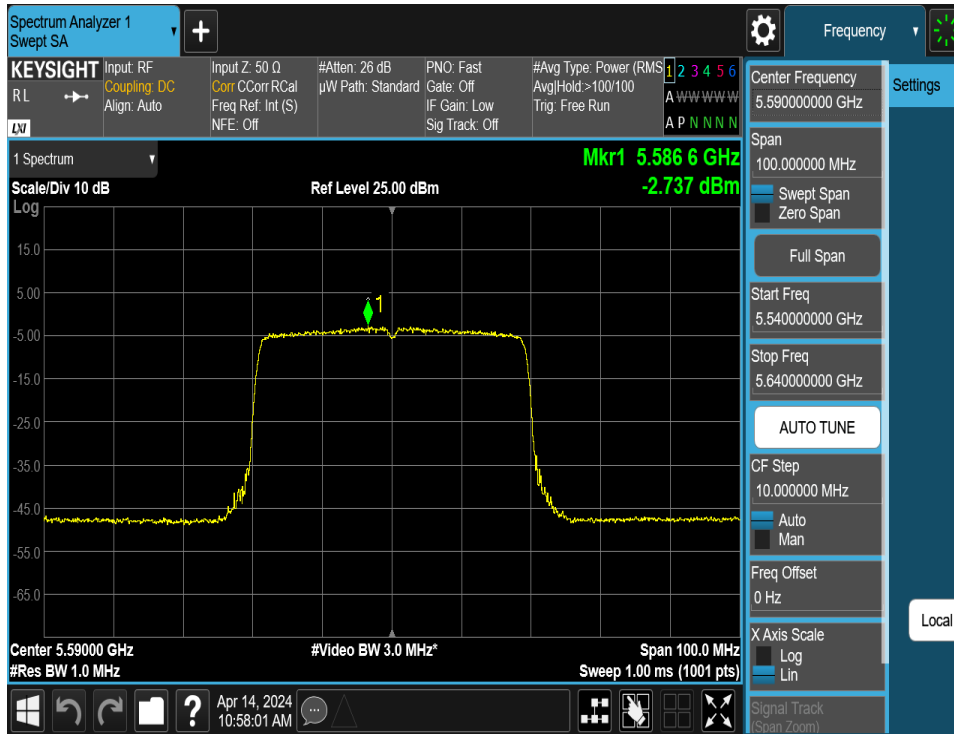 Spectrum Analyzer 1
Swept SA
+
Frequency
KEYSIGHT
R L
LXI
Input: RF
Coupling: DC
Align: Auto
Input Z: 50 Ω
Corr CCorr RCal
Freq Ref: Int (S)
NFE: Off
#Atten: 26 dB
µW Path: Standard
PNO: Fast
Gate: Off
IF Gain: Low
Sig Track: Off
#Avg Type: Power (RMS
Avg|Hold:>100/100
Trig: Free Run
1 2 3 4 5 6
A W W W W W
A P N N N N
1 Spectrum
Mkr1 5.586 6 GHz
Scale/Div 10 dB
Ref Level 25.00 dBm
-2.737 dBm
Log
15.0
5.00
-5.00
-15.0
-25.0
-35.0
-45.0
-55.0
-65.0
1
Center 5.59000 GHz
#Video BW 3.0 MHz*
Span 100.0 MHz
#Res BW 1.0 MHz
Sweep 1.00 ms (1001 pts)
Center Frequency
5.590000000 GHz
Settings
Span
100.000000 MHz
Swept Span
Zero Span
Full Span
Start Freq
5.540000000 GHz
Stop Freq
5.640000000 GHz
AUTO TUNE
CF Step
10.000000 MHz
Auto
Man
Freq Offset
0 Hz
Local
X Axis Scale
Log
Lin
Signal Track
(Span Zoom)
?
Apr 14, 2024
10:58:01 AM